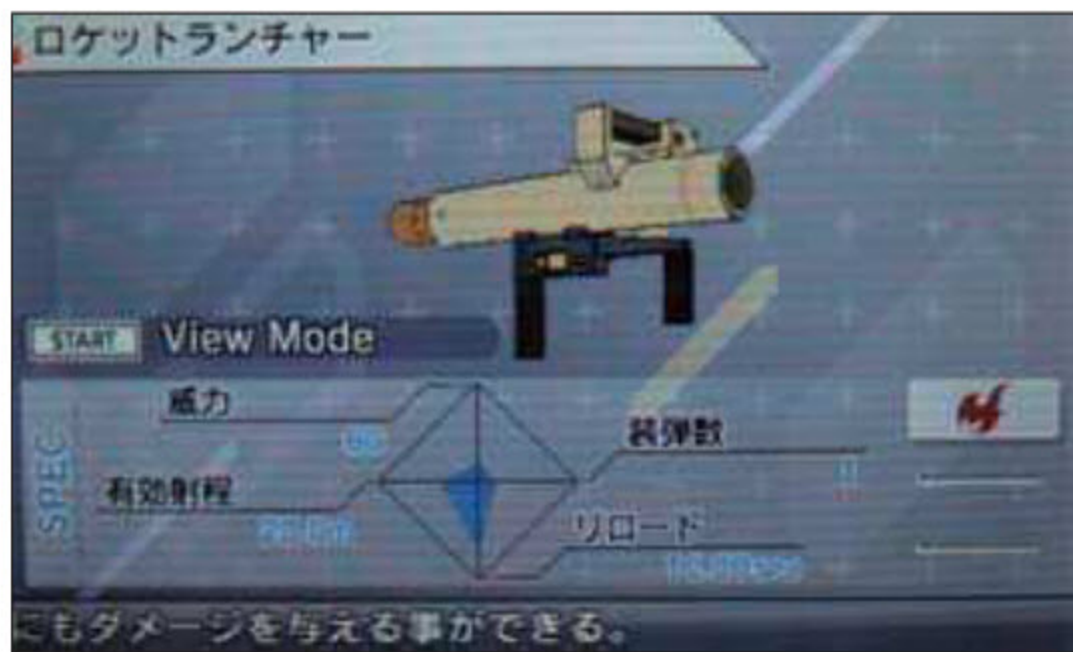 ロケットランチャー
START View Mode
SPEC
威力
装弾数
有効射程
リロード
にもダメージを与える事ができる。